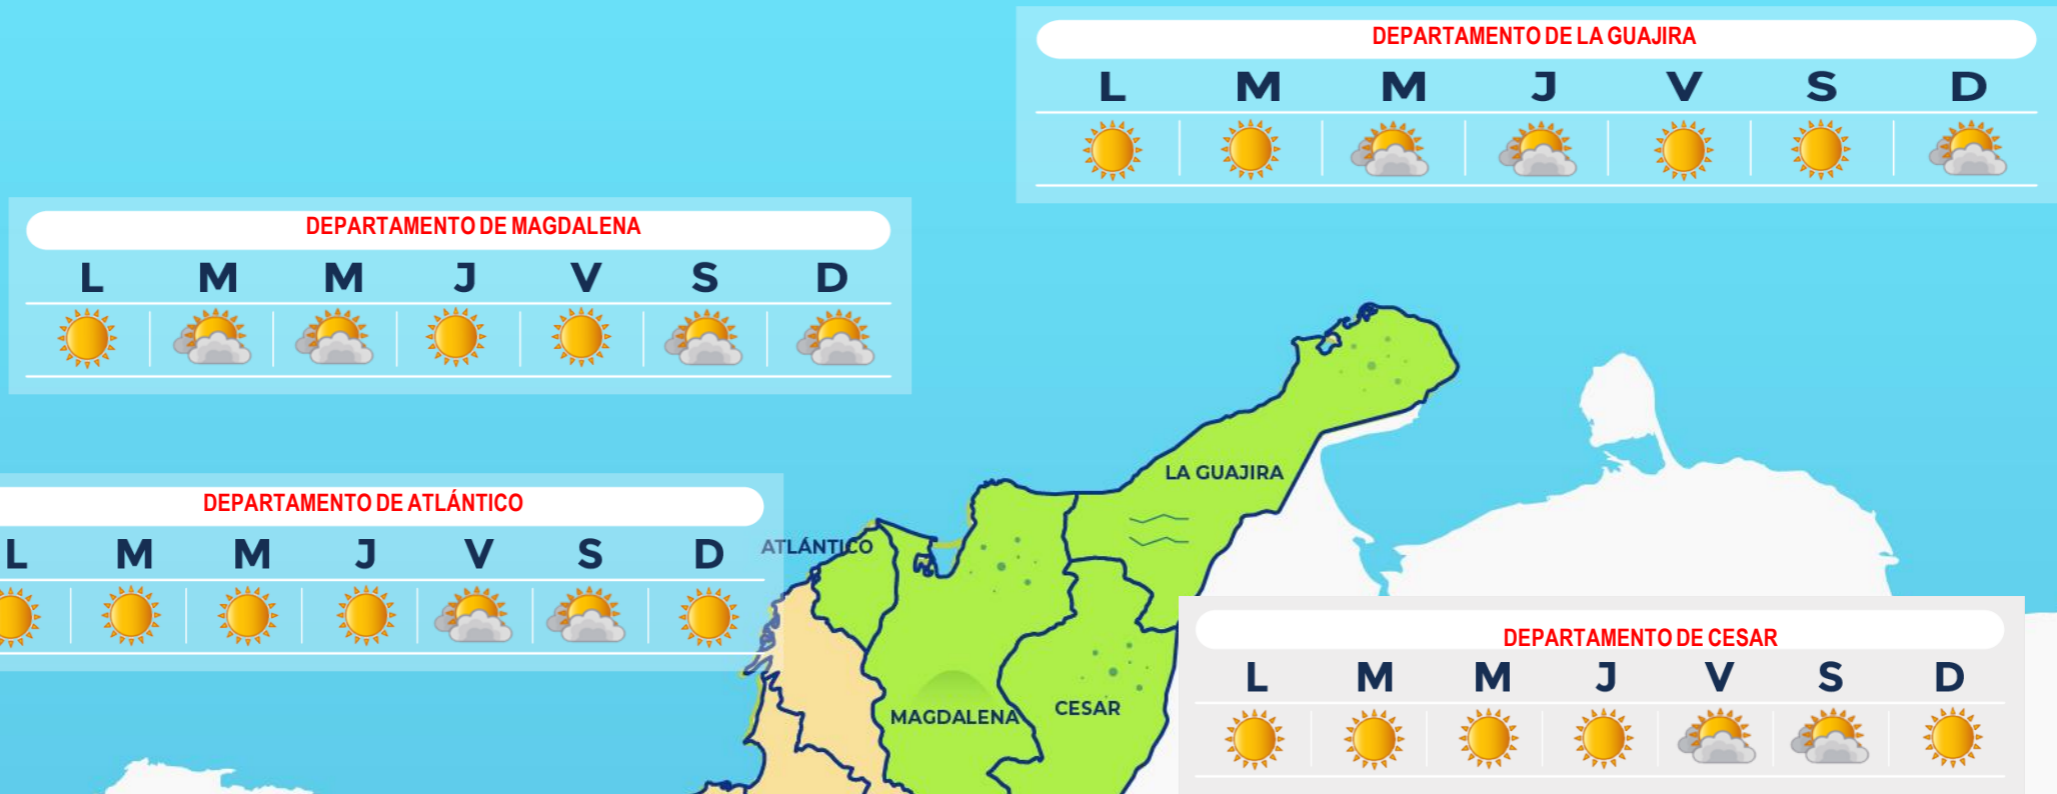 DEPARTAMENTO DE LA GUAJIRA
L M M J V S D
DEPARTAMENTO DE MAGDALENA
L M M J V S D
LA GUAJIRA
DEPARTAMENTO DE ATLÁNTICO
L M M J V S D
ATLÁNTICO
DEPARTAMENTO DE CESAR
L M M J V S D
MAGDALENA
CESAR